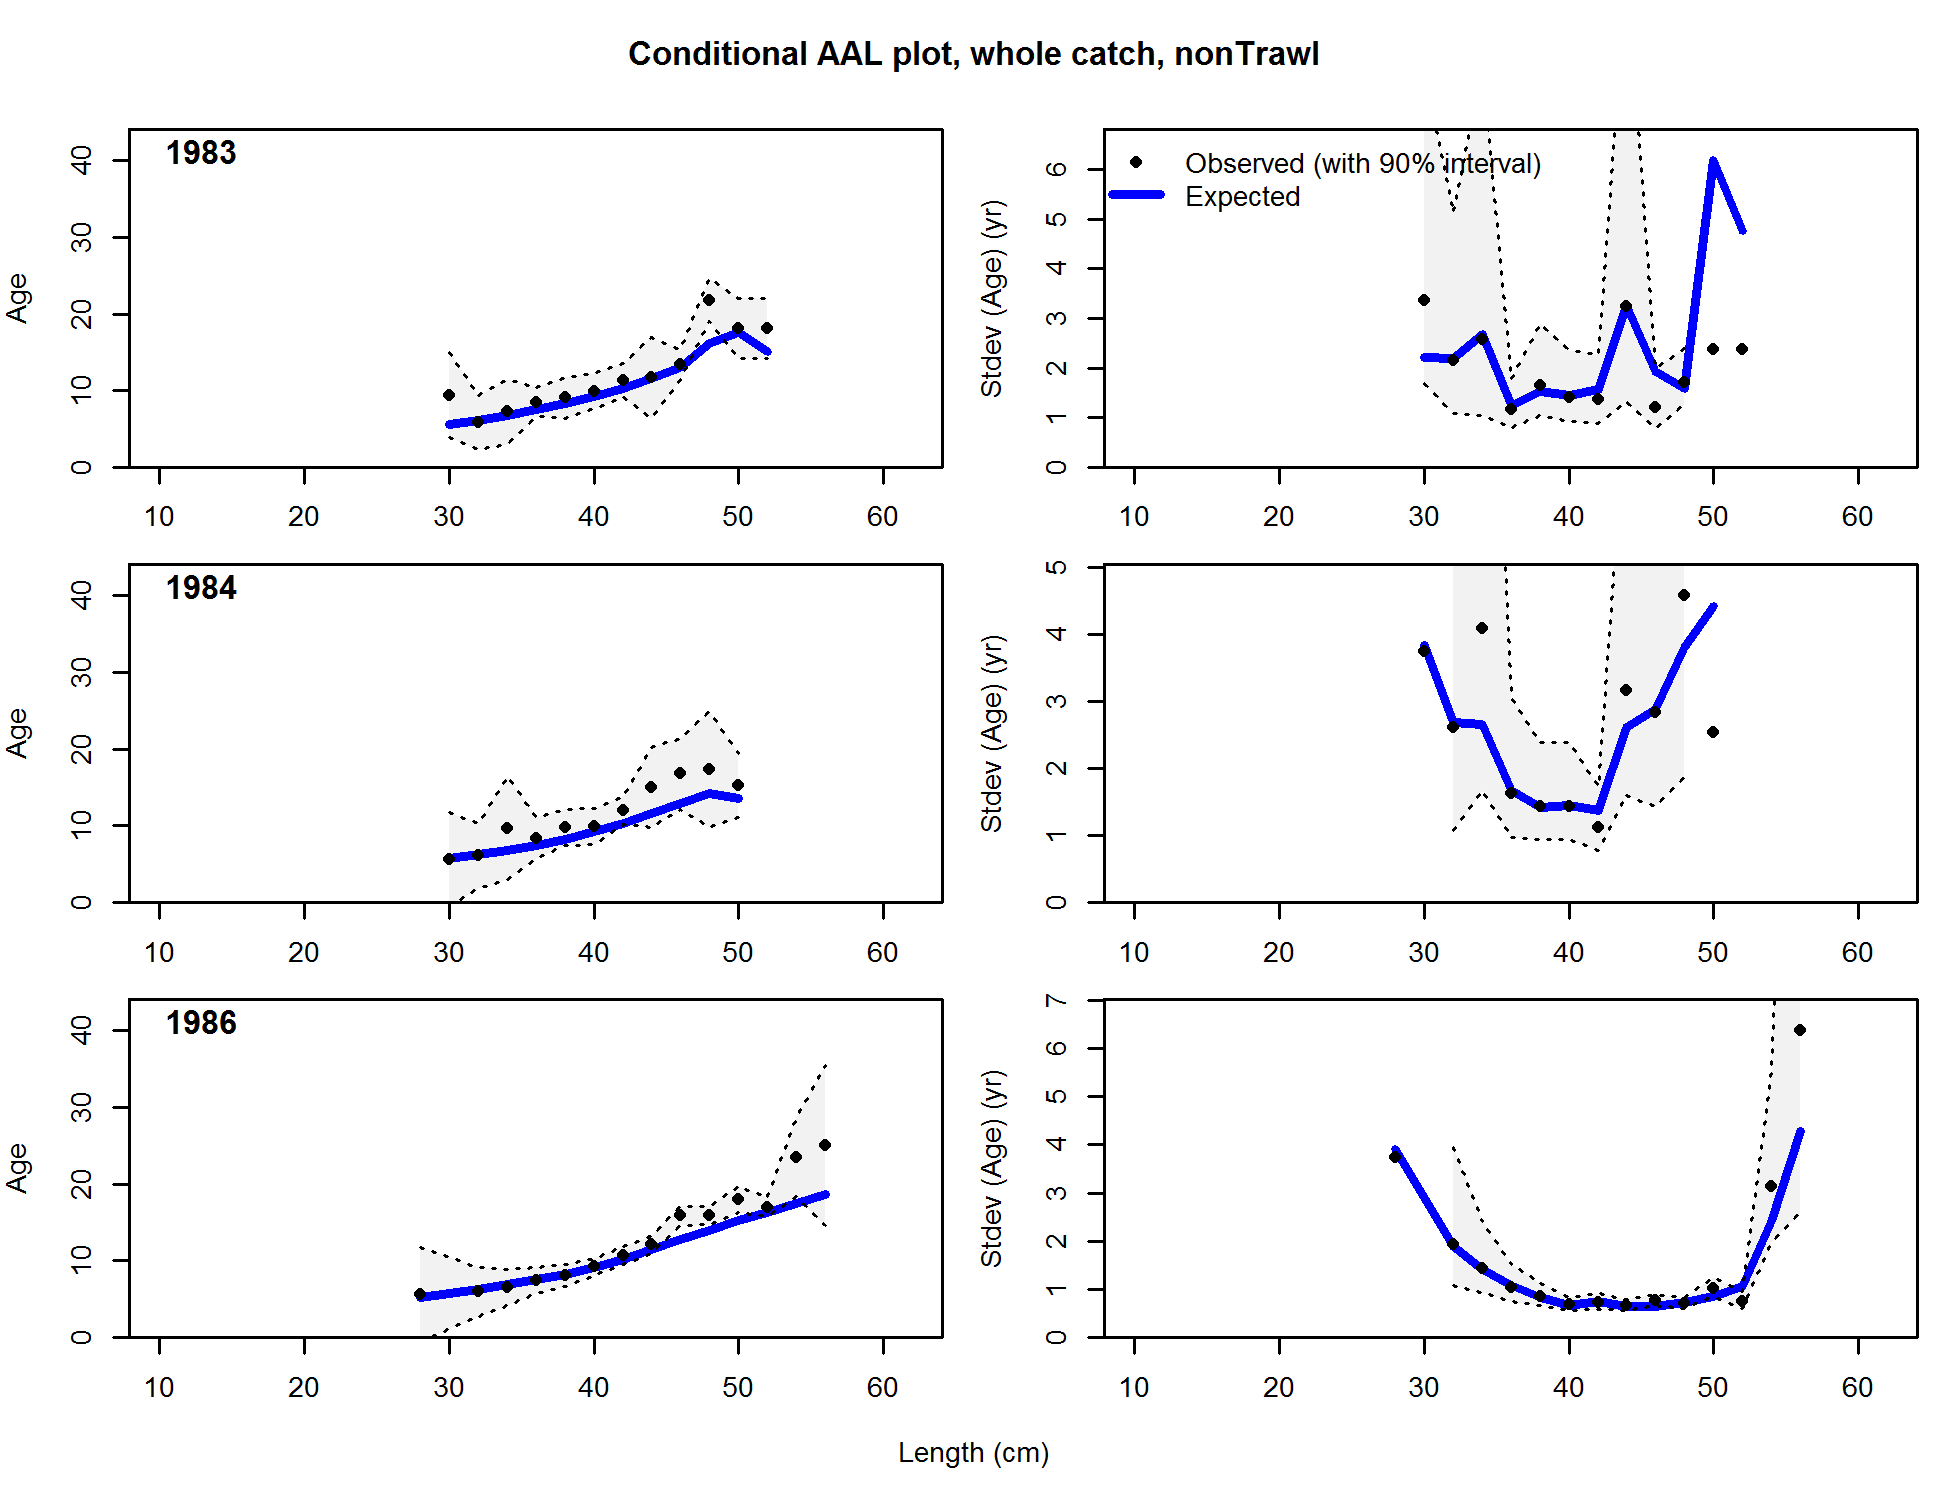 Conditional AAL plot, whole catch, nonTrawl
1983
Age
0 10 20 30 40
10 20 30 40 50 60
Observed (with 90% interval)
Expected
Stdev (Age) (yr)
0 1 2 3 4 5 6
10 20 30 40 50 60
1984
Age
0 10 20 30 40
10 20 30 40 50 60
Stdev (Age) (yr)
0 1 2 3 4 5
10 20 30 40 50 60
1986
Age
0 10 20 30 40
10 20 30 40 50 60
Stdev (Age) (yr)
0 1 2 3 4 5 6 7
10 20 30 40 50 60
Length (cm)